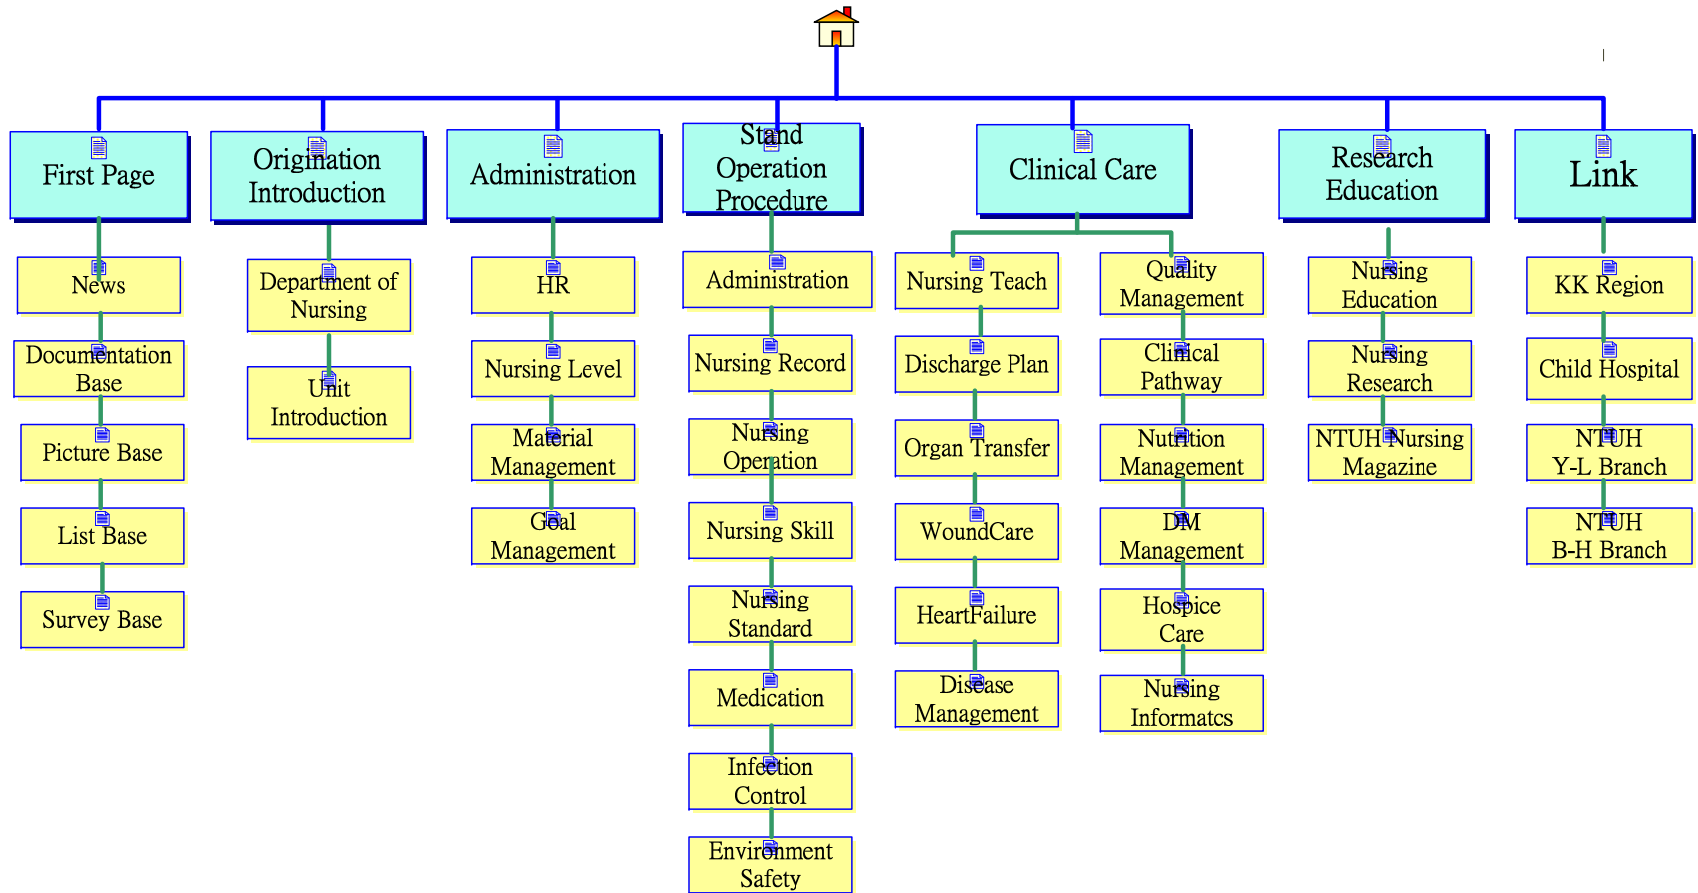 First Page
Origination
Introduction
Administration
Stand
Operation
Procedure
Clinical Care
Research
Education
Link
News
Documentation
Base
Picture Base
List Base
Survey Base
Department of
Nursing
Unit
Introduction
HR
Nursing Level
Material
Management
Goal
Management
Administration
Nursing Record
Nursing
Operation
Nursing Skill
Nursing
Standard
Medication
Infection
Control
Environment
Safety
Nursing Teach
Discharge Plan
Organ Transfer
WoundCare
HeartFailure
Disease
Management
Quality
Management
Clinical
Pathway
Nutrition
Management
DM
Management
Hospice
Care
Nursing
Informatcs
Nursing
Education
Nursing
Research
NTUH Nursing
Magazine
KK Region
Child Hospital
NTUH
Y-L Branch
NTUH
B-H Branch